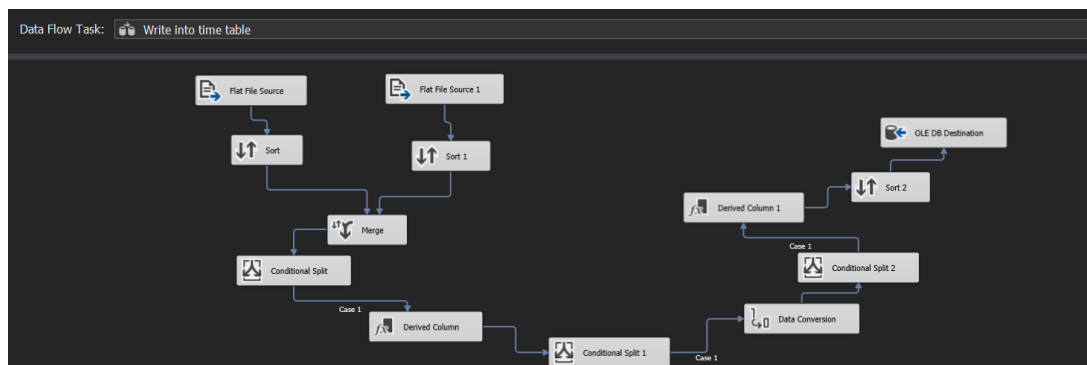 Data Flow Task: Write into time table
Flat File Source
Flat File Source 1
Sort
Sort 1
Merge
Conditional Split
Case 1
Derived Column
Conditional Split 1
Case 1
Data Conversion
Conditional Split 2
Case 1
Derived Column 1
Sort 2
OLE DB Destination